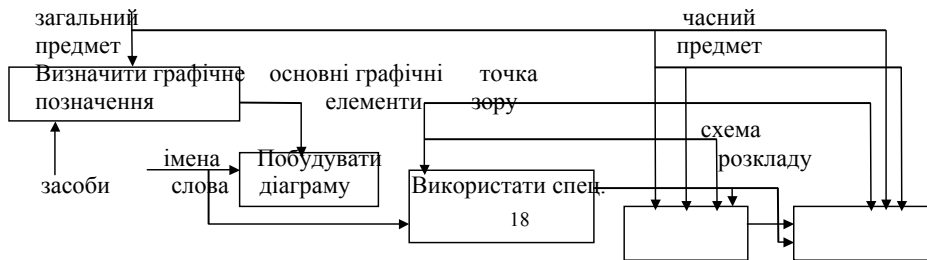 загальний предмет
часний предмет
Визначити графічне позначення
основні графічні елементи
точка зору
схема розкладу
засоби
імена слова
Побудувати діаграму
Використати спец.
18